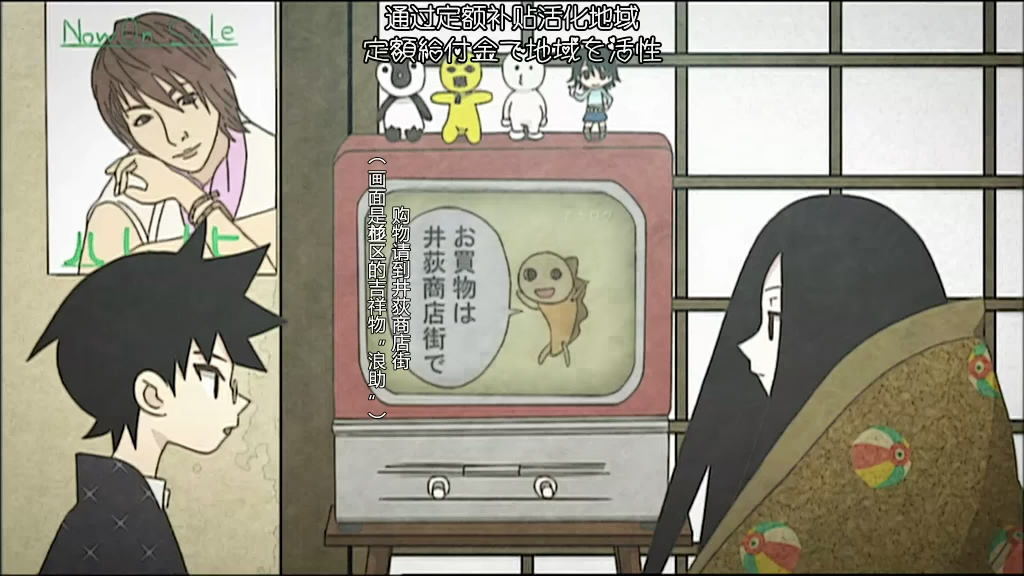 通过定额补贴活化地域
定額給付金で地域を活性
Now On Sale
お買物は
井荻商店街で
购物请到井荻商店街
（画面是杉并区的吉祥物“浪助”）